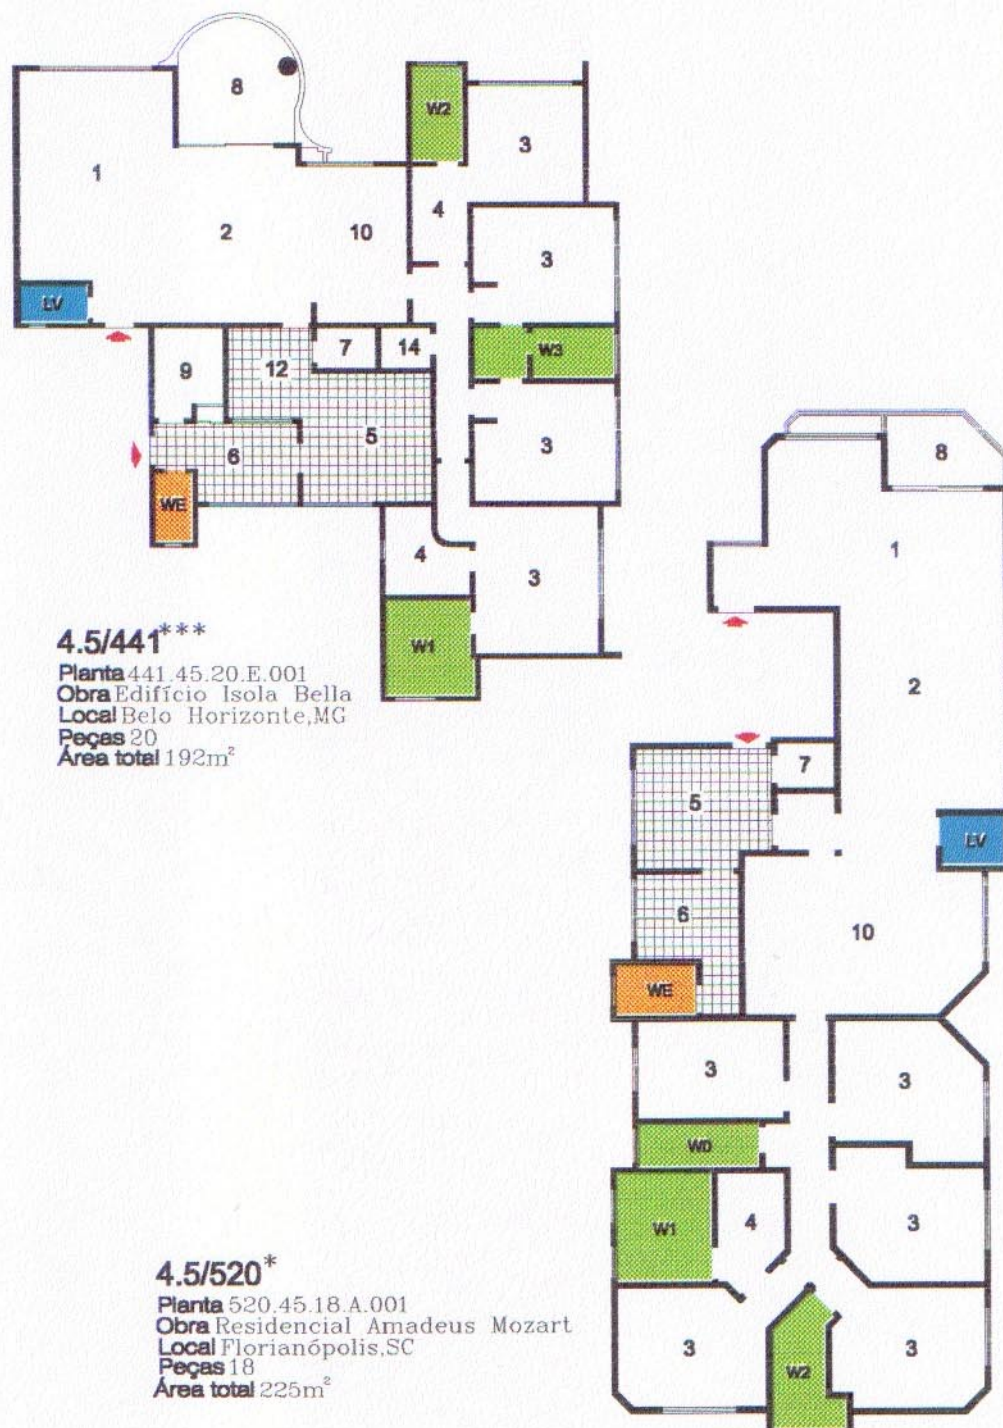 8
W2
3
1
4
2
10
3
LV
W3
7
14
12
9
5
3
6
8
WE
4
3
1
W1
4.5/441***
Planta 441.45.20.E.001
Obra Edifício Isola Bella
Local Belo Horizonte,MG
Peças 20
Área total 192m²
2
7
5
LV
6
10
WE
3
3
WD
4
W1
3
3
3
W2
4.5/520*
Planta 520.45.18.A.001
Obra Residencial Amadeus Mozart
Local Florianópolis,SC
Peças 18
Área total 225m²